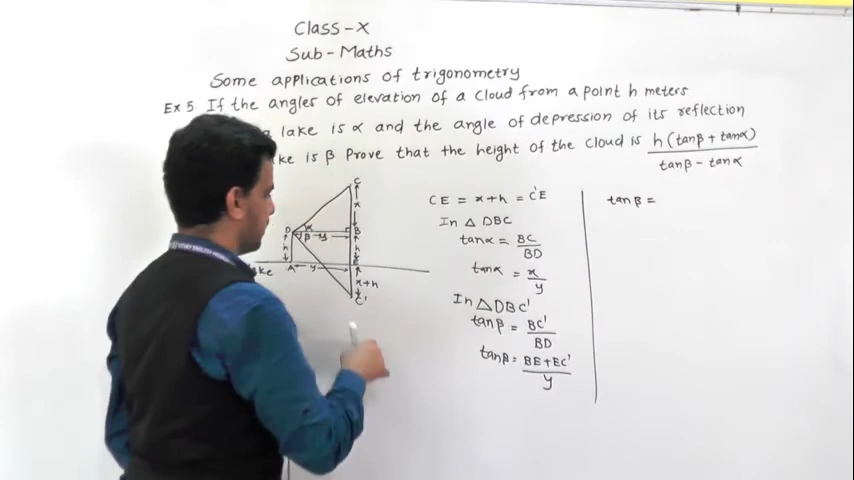 Class-X
Sub-Maths
Some applications of trigonometry
Ex 5 If the angles of elevation of a cloud from a point h meters
a lake is α and the angle of depression of its reflection
ke is β Prove that the height of the cloud is h(tanβ+tanα)/tanβ-tanα
C
x
D α B
β y
h h
ke A y E
x+h
C'
CE = x+h = C'E
In △ DBC
tanα = BC/BD
tanα = x/y
In △DBC'
tanβ = BC'/BD
tanβ = BE+EC'/y
tanβ =